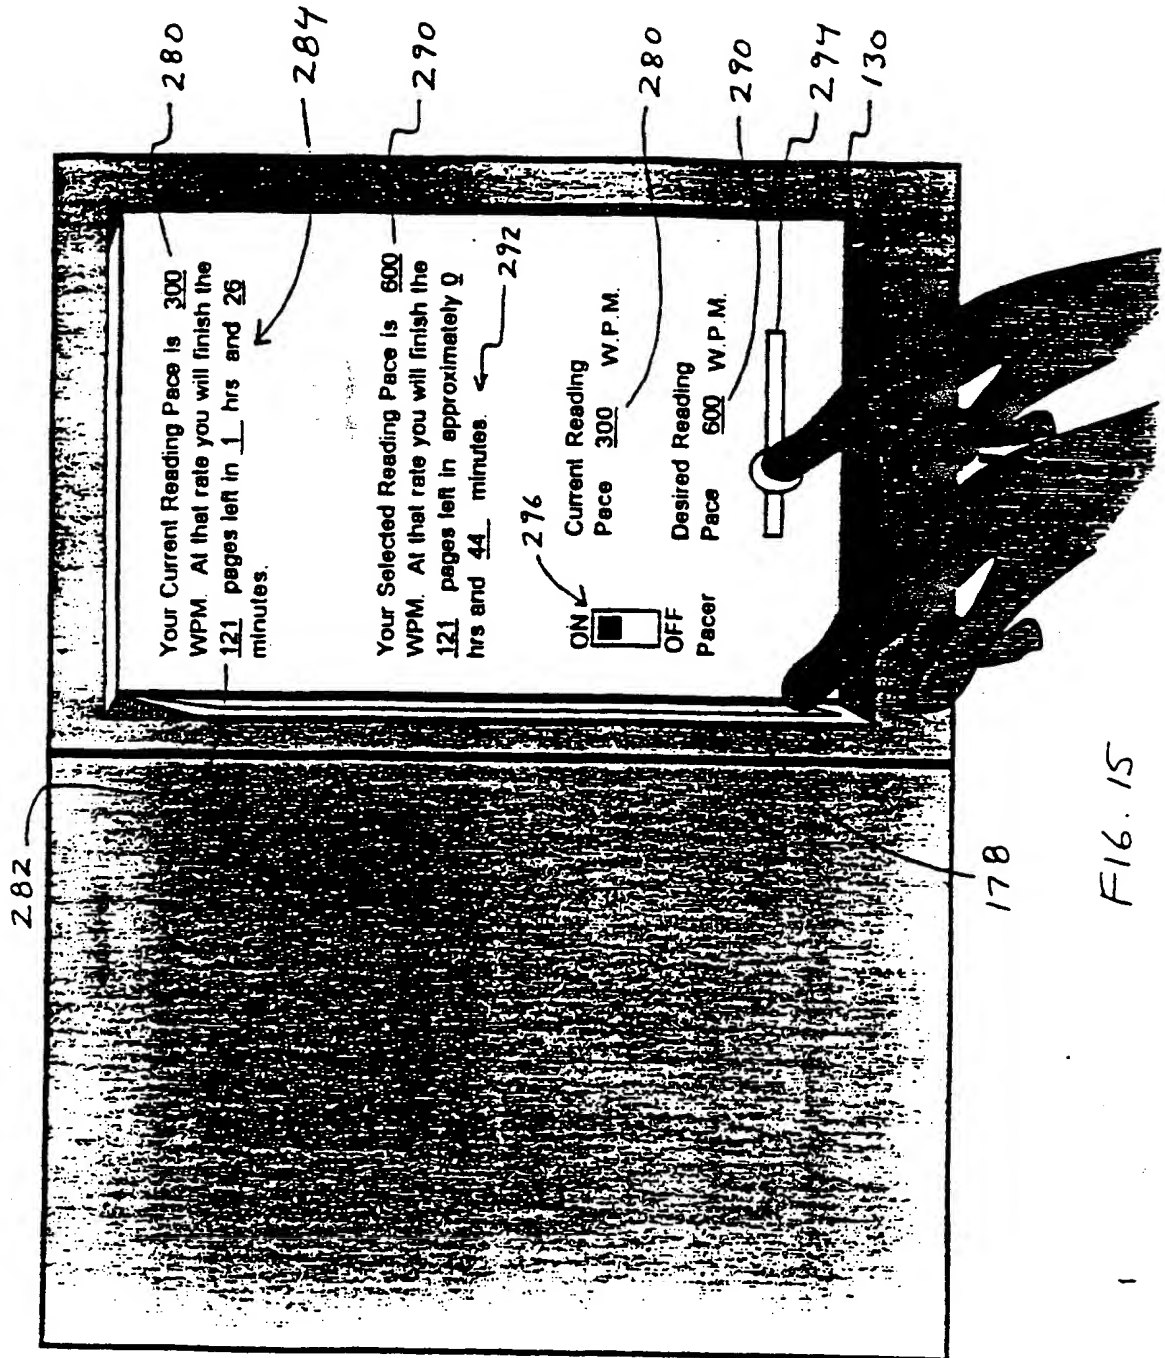 282
Your Current Reading Pace is 300
WPM. At that rate you will finish the
121 pages left in 1 hrs and 26
minutes.
Your Selected Reading Pace is 600
WPM. At that rate you will finish the
121 pages left in approximately 0
hrs and 44 minutes.
292
296
ON
OFF
Pacer
Current Reading
Pace 300 W.P.M.
Desired Reading
Pace 600 W.P.M.
280
284
290
280
290
294
130
178
FIG. 15
1